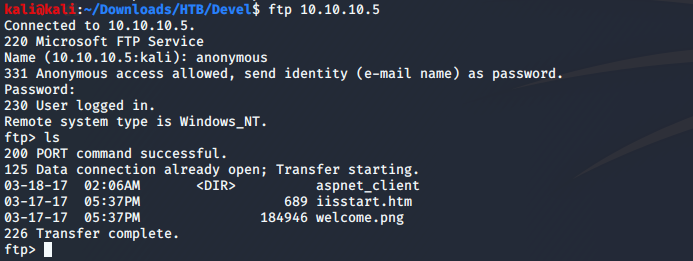 kali@kali:~/Downloads/HTB/Devel$ ftp 10.10.10.5
Connected to 10.10.10.5.
220 Microsoft FTP Service
Name (10.10.10.5:kali): anonymous
331 Anonymous access allowed, send identity (e-mail name) as password.
Password:
230 User logged in.
Remote system type is Windows_NT.
ftp> ls
200 PORT command successful.
125 Data connection already open; Transfer starting.
03-18-17  02:06AM       <DIR>          aspnet_client
03-17-17  05:37PM                  689 iisstart.htm
03-17-17  05:37PM               184946 welcome.png
226 Transfer complete.
ftp>